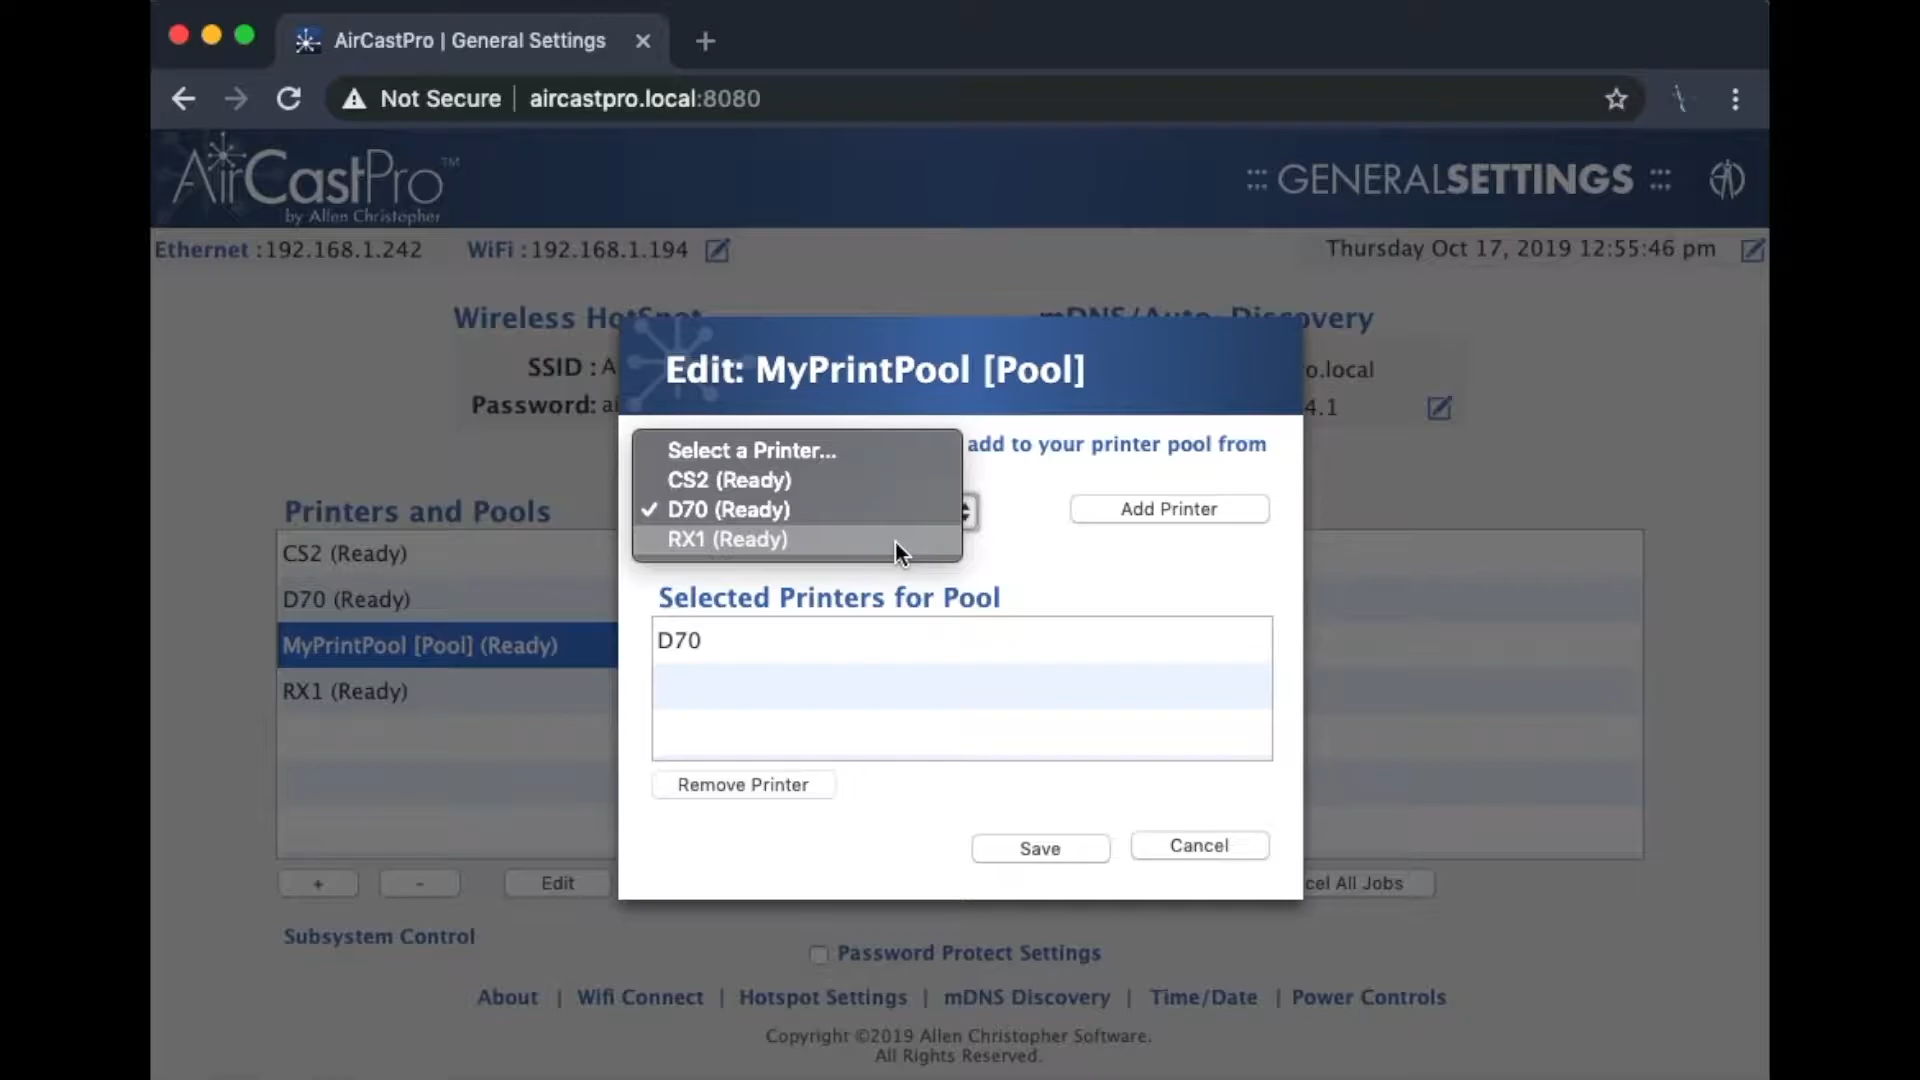 AirCastPro | General Settings
Not Secure | aircastpro.local:8080
AirCastPro™
by Allen Christopher
::: GENERALSETTINGS :::
Ethernet :192.168.1.242 WiFi :192.168.1.194
Thursday Oct 17, 2019 12:55:46 pm
Wireless HotSpot
mDNS/Auto-Discovery
SSID : A
o.local
Password: ai
4.1
Edit: MyPrintPool [Pool]
add to your printer pool from
Select a Printer...
CS2 (Ready)
✓ D70 (Ready)
RX1 (Ready)
Add Printer
Printers and Pools
CS2 (Ready)
D70 (Ready)
MyPrintPool [Pool] (Ready)
RX1 (Ready)
Selected Printers for Pool
D70
Remove Printer
Save
Cancel
+
-
Edit
cel All Jobs
Subsystem Control
Password Protect Settings
About | Wifi Connect | Hotspot Settings | mDNS Discovery | Time/Date | Power Controls
Copyright ©2019 Allen Christopher Software.
All Rights Reserved.